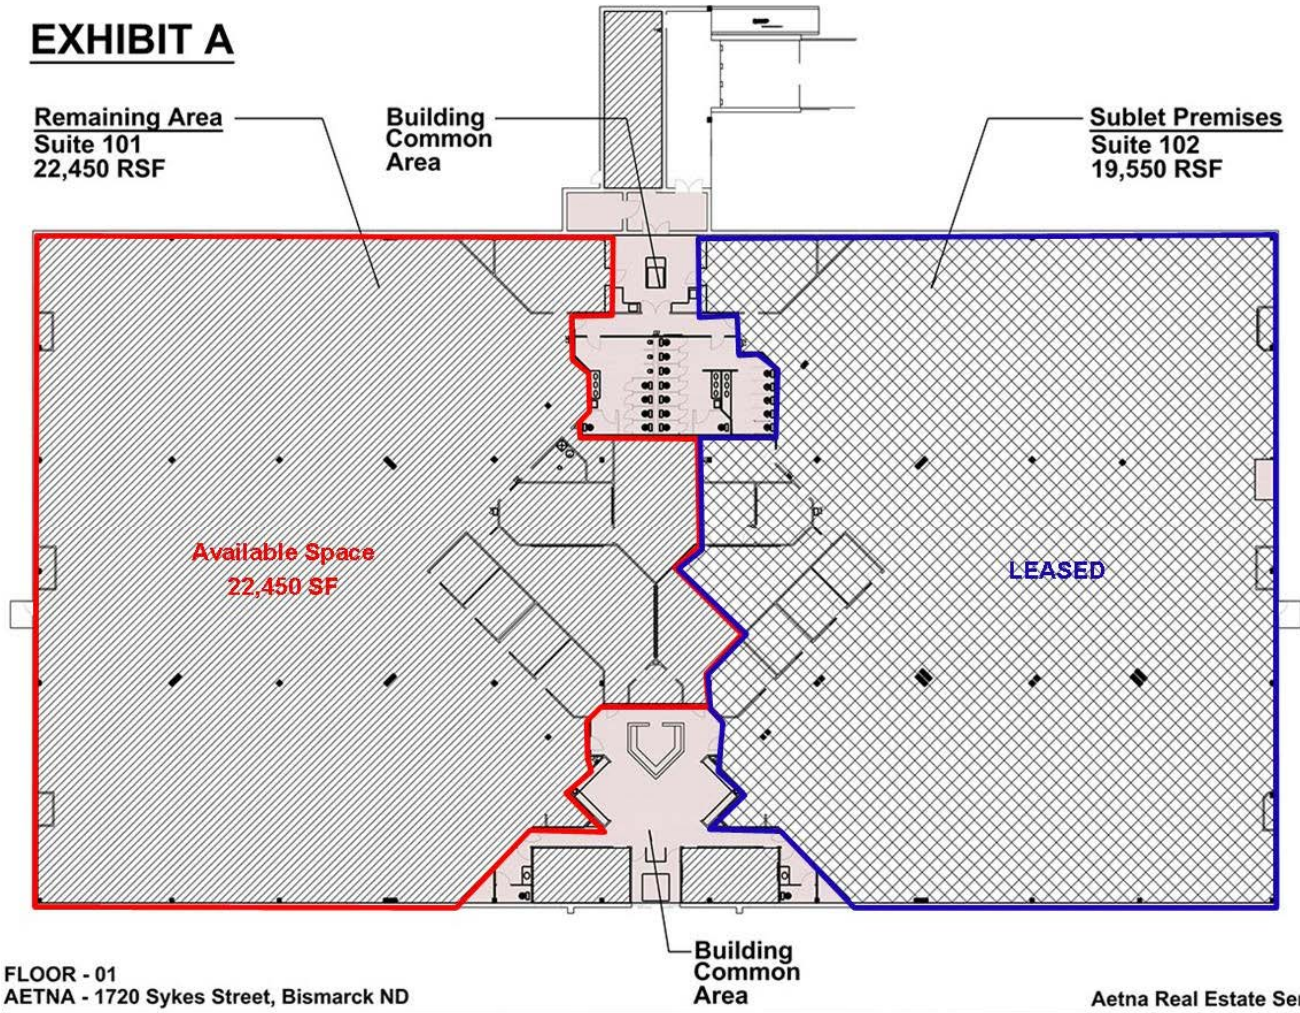 EXHIBIT A
Remaining Area
Suite 101
22,450 RSF
Building
Common
Area
Sublet Premises
Suite 102
19,550 RSF
Available Space
22,450 SF
LEASED
Building
Common
Area
FLOOR - 01
AETNA - 1720 Sykes Street, Bismarck ND
Aetna Real Estate Ser